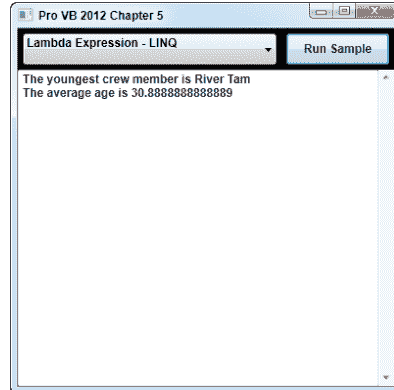 Pro VB 2012 Chapter 5
Lambda Expression - LINQ
Run Sample
The youngest crew member is River Tam
The average age is 30.8888888888889